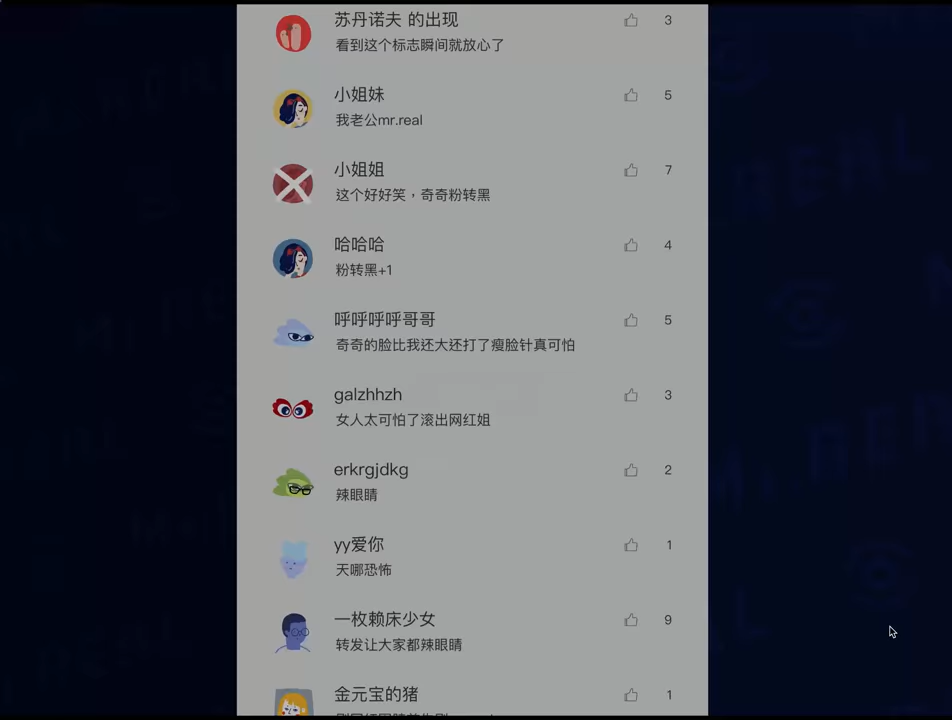 苏丹诺夫 的出现
3
看到这个标志瞬间就放心了
小姐妹
5
我老公mr.real
小姐姐
7
这个好好笑，奇奇粉转黑
哈哈哈
4
粉转黑+1
呼呼呼呼哥哥
5
奇奇的脸比我还大还打了瘦脸针真可怕
galzhhzh
3
女人太可怕了滚出网红姐
erkrgjdkg
2
辣眼睛
yy爱你
1
天哪恐怖
一枚赖床少女
9
转发让大家都辣眼睛
金元宝的猪
1